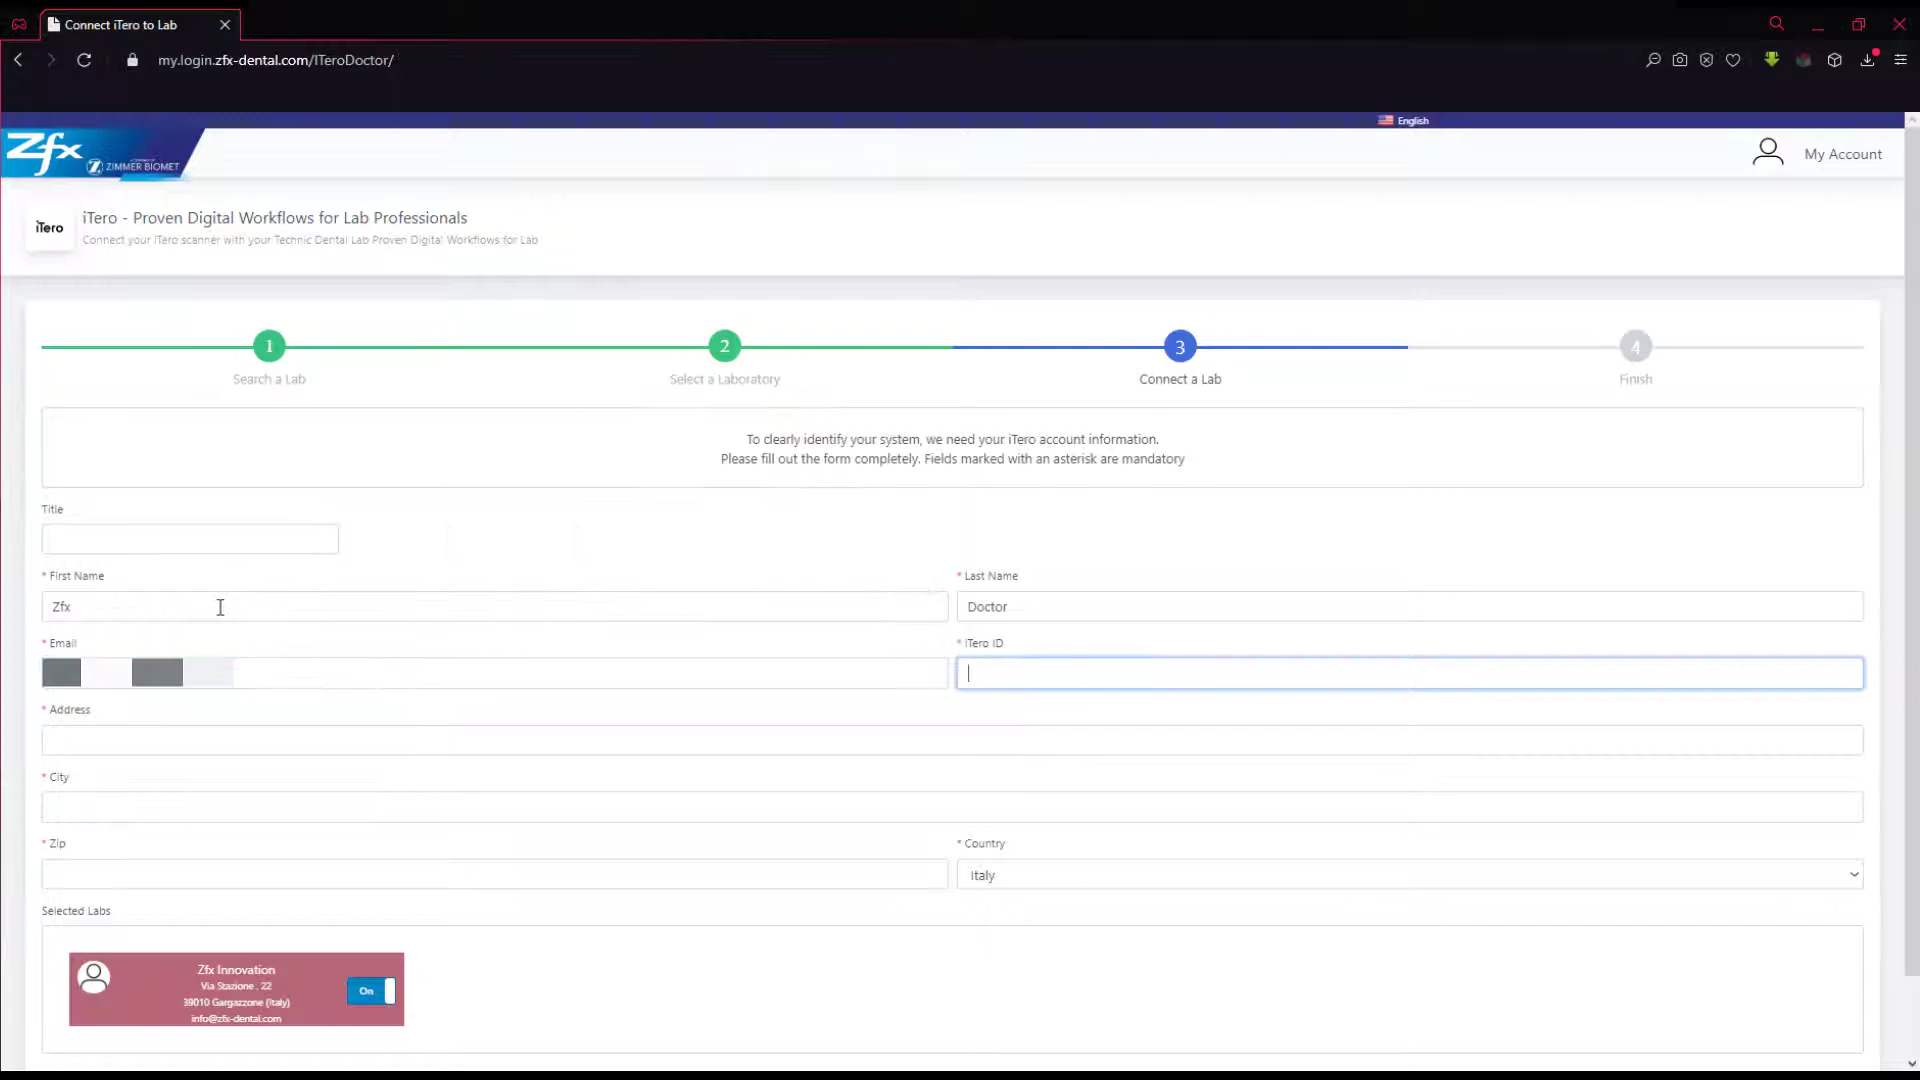 Connect iTero to Lab
my.login.zfx-dental.com/ITeroDoctor/
English
Zfx
ZIMMER BIOMET
My Account
iTero
iTero - Proven Digital Workflows for Lab Professionals
Connect your iTero scanner with your Technic Dental Lab Proven Digital Workflows for Lab
1
2
3
4
Search a Lab
Select a Laboratory
Connect a Lab
Finish
To clearly identify your system, we need your iTero account information.
Please fill out the form completely. Fields marked with an asterisk are mandatory
Title
* First Name
* Last Name
Zfx
Doctor
* Email
* iTero ID
* Address
* City
* Zip
* Country
Italy
Selected Labs
Zfx Innovation
Via Stazione , 22
39010 Gargazzone (Italy)
info@zfx-dental.com
On